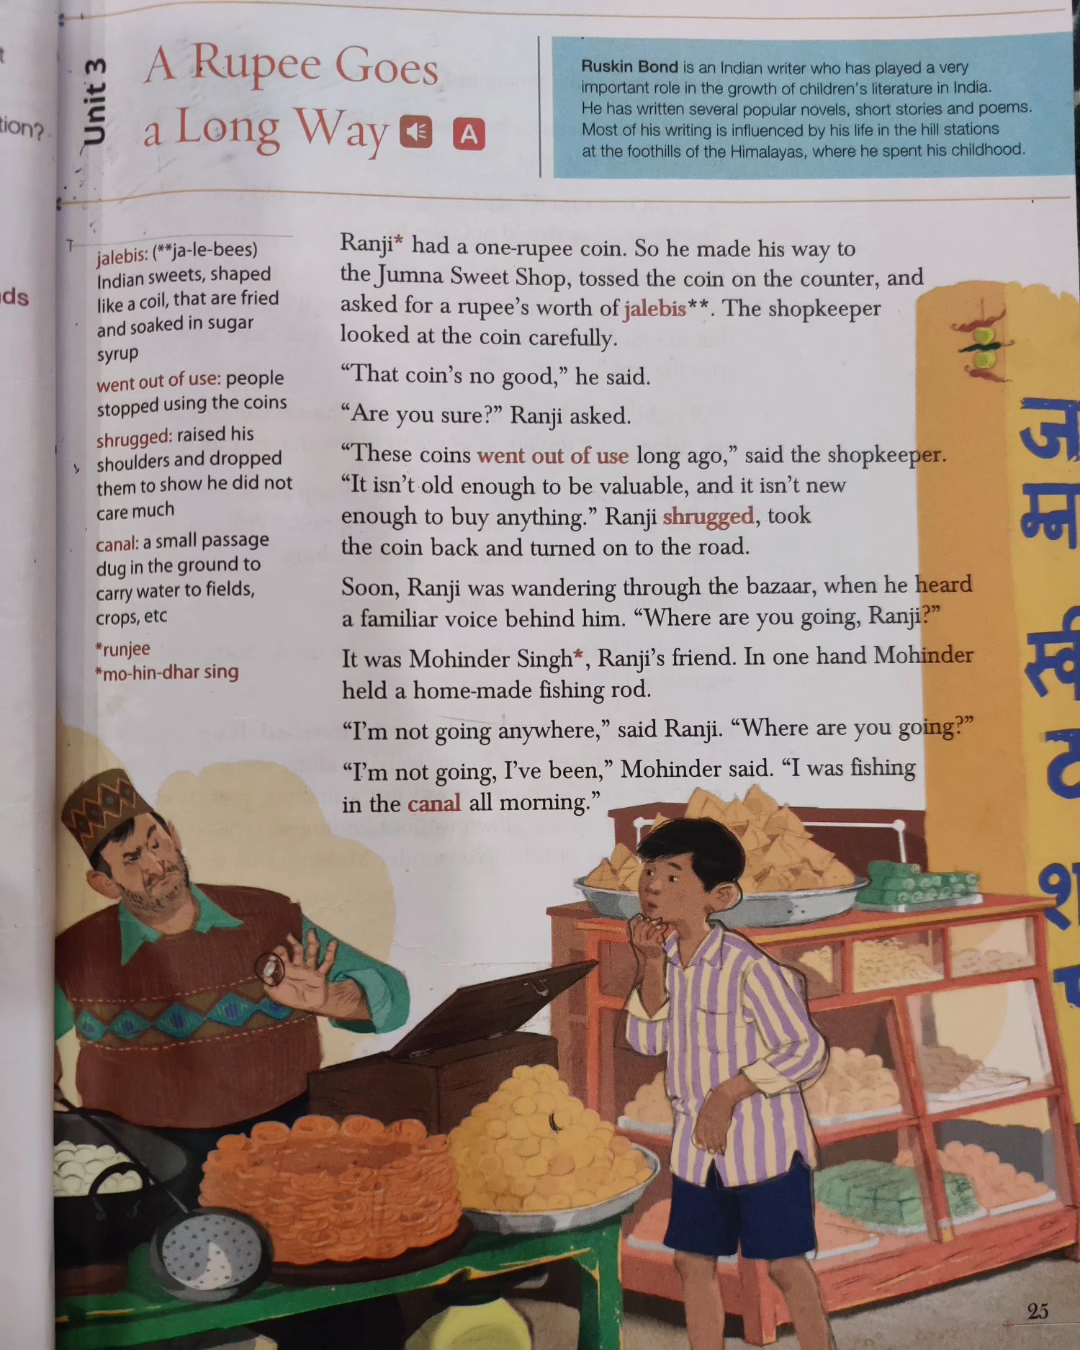 Unit 3
A Rupee Goes
a Long Way
A
Ruskin Bond is an Indian writer who has played a very
important role in the growth of children's literature in India.
He has written several popular novels, short stories and poems.
Most of his writing is influenced by his life in the hill stations
at the foothills of the Himalayas, where he spent his childhood.
jalebis: (**ja-le-bees)
Indian sweets, shaped
like a coil, that are fried
and soaked in sugar
syrup
went out of use: people
stopped using the coins
shrugged: raised his
shoulders and dropped
them to show he did not
care much
canal: a small passage
dug in the ground to
carry water to fields,
crops, etc
*runjee
*mo-hin-dhar sing
Ranji* had a one-rupee coin. So he made his way to
the Jumna Sweet Shop, tossed the coin on the counter, and
asked for a rupee's worth of jalebis**. The shopkeeper
looked at the coin carefully.
“That coin's no good,” he said.
“Are you sure?” Ranji asked.
“These coins went out of use long ago,” said the shopkeeper.
“It isn't old enough to be valuable, and it isn't new
enough to buy anything.” Ranji shrugged, took
the coin back and turned on to the road.
Soon, Ranji was wandering through the bazaar, when he heard
a familiar voice behind him. “Where are you going, Ranji?”
It was Mohinder Singh*, Ranji's friend. In one hand Mohinder
held a home-made fishing rod.
“I'm not going anywhere,” said Ranji. “Where are you going?”
“I'm not going, I've been,” Mohinder said. “I was fishing
in the canal all morning.”
25